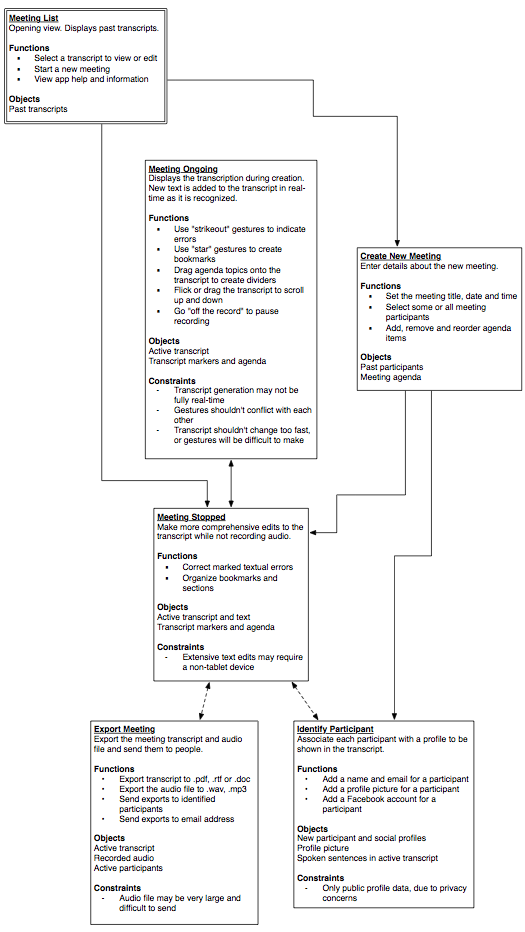 Meeting List
Opening view. Displays past transcripts.
Functions
▪ Select a transcript to view or edit
▪ Start a new meeting
▪ View app help and information
Objects
Past transcripts
Meeting Ongoing
Displays the transcription during creation.
New text is added to the transcript in real-
time as it is recognized.
Functions
▪ Use "strikeout" gestures to indicate
errors
▪ Use "star" gestures to create
bookmarks
▪ Drag agenda topics onto the
transcript to create dividers
▪ Flick or drag the transcript to scroll
up and down
▪ Go "off the record" to pause
recording
Objects
Active transcript
Transcript markers and agenda
Constraints
- Transcript generation may not be
fully real-time
- Gestures shouldn't conflict with each
other
- Transcript shouldn't change too fast,
or gestures will be difficult to make
Create New Meeting
Enter details about the new meeting.
Functions
▪ Set the meeting title, date and time
▪ Select some or all meeting
participants
▪ Add, remove and reorder agenda
items
Objects
Past participants
Meeting agenda
Meeting Stopped
Make more comprehensive edits to the
transcript while not recording audio.
Functions
▪ Correct marked textual errors
▪ Organize bookmarks and
sections
Objects
Active transcript and text
Transcript markers and agenda
Constraints
- Extensive text edits may require
a non-tablet device
Export Meeting
Export the meeting transcript and audio
file and send them to people.
Functions
· Export transcript to .pdf, .rtf or .doc
· Export the audio file to .wav, .mp3
· Send exports to identified
participants
· Send exports to email address
Objects
Active transcript
Recorded audio
Active participants
Constraints
- Audio file may be very large and
difficult to send
Identify Participant
Associate each participant with a profile to
be shown in the transcript.
Functions
· Add a name and email for a participant
· Add a profile picture for a participant
· Add a Facebook account for a
participant
Objects
New participant and social profiles
Profile picture
Spoken sentences in active transcript
Constraints
- Only public profile data, due to privacy
concerns